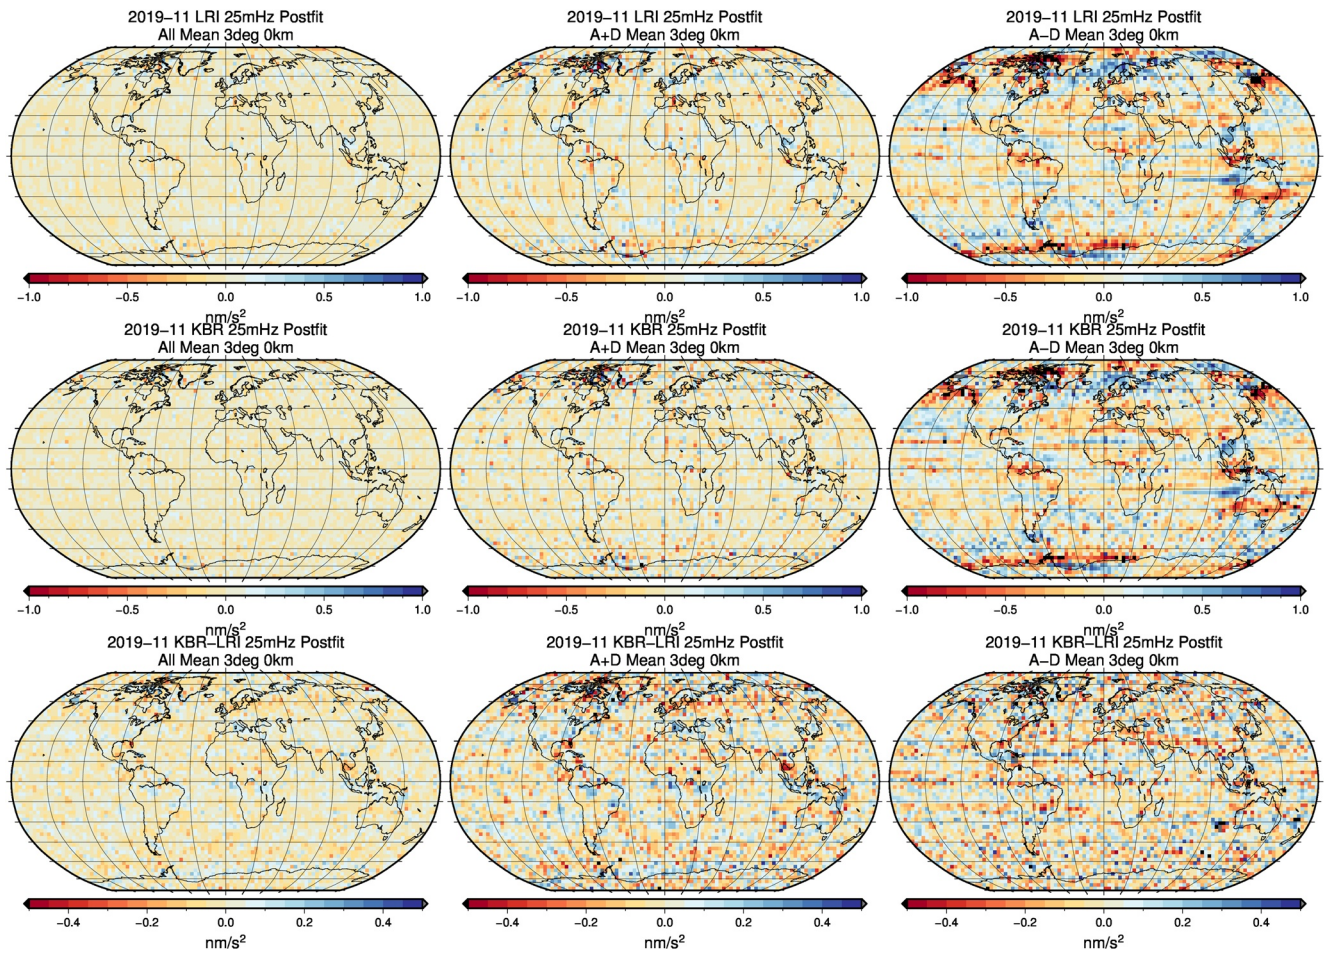 2019−11 LRI 25mHz Postfit
All Mean 3deg 0km
2019−11 LRI 25mHz Postfit
A+D Mean 3deg 0km
2019−11 LRI 25mHz Postfit
A−D Mean 3deg 0km
−1.0 −0.5 0.0 0.5 1.0
nm/s²
−1.0 −0.5 0.0 0.5 1.0
nm/s²
−1.0 −0.5 0.0 0.5 1.0
nm/s²
2019−11 KBR 25mHz Postfit
All Mean 3deg 0km
2019−11 KBR 25mHz Postfit
A+D Mean 3deg 0km
2019−11 KBR 25mHz Postfit
A−D Mean 3deg 0km
−1.0 −0.5 0.0 0.5 1.0
nm/s²
−1.0 −0.5 0.0 0.5 1.0
nm/s²
−1.0 −0.5 0.0 0.5 1.0
nm/s²
2019−11 KBR−LRI 25mHz Postfit
All Mean 3deg 0km
2019−11 KBR−LRI 25mHz Postfit
A+D Mean 3deg 0km
2019−11 KBR−LRI 25mHz Postfit
A−D Mean 3deg 0km
−0.4 −0.2 0.0 0.2 0.4
nm/s²
−0.4 −0.2 0.0 0.2 0.4
nm/s²
−0.4 −0.2 0.0 0.2 0.4
nm/s²